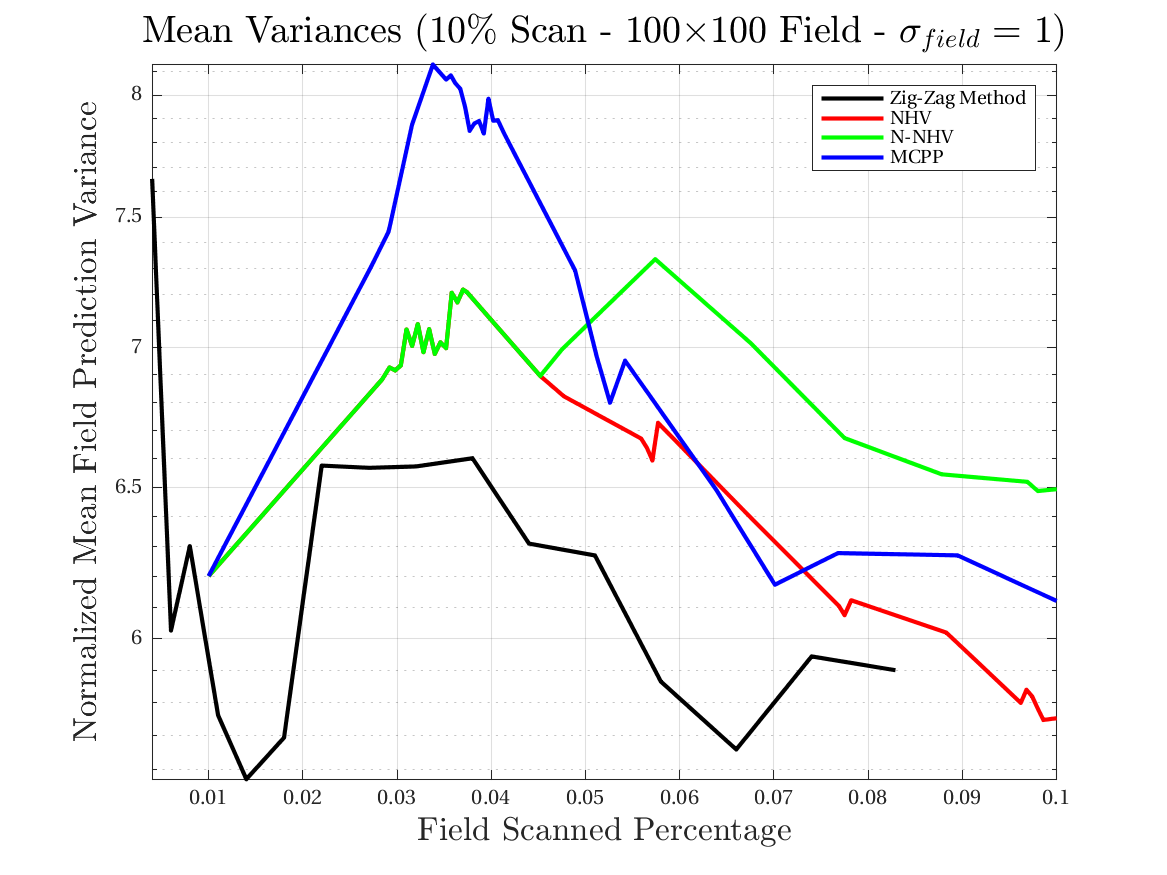 Mean Variances (10% Scan - 100×100 Field - σ_field = 1)
Normalized Mean Field Prediction Variance
8
7.5
7
6.5
6
Zig-Zag Method
NHV
N-NHV
MCPP
0.01 0.02 0.03 0.04 0.05 0.06 0.07 0.08 0.09 0.1
Field Scanned Percentage